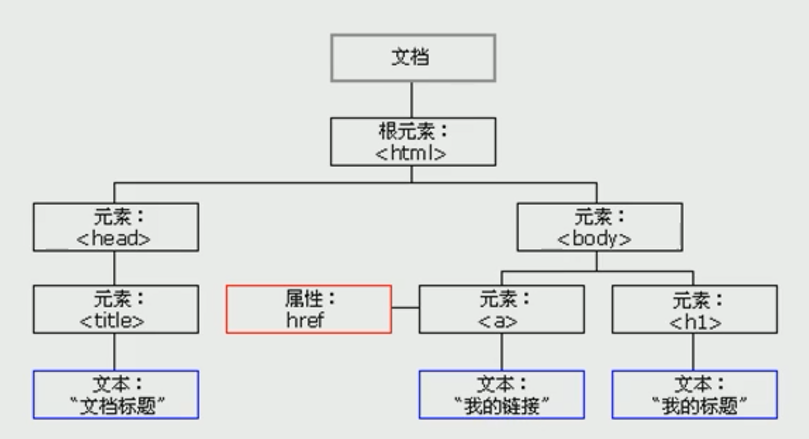 文档
根元素：
<html>
元素：
<head>
元素：
<body>
元素：
<title>
属性：
href
元素：
<a>
元素：
<h1>
文本：
“文档标题”
文本：
“我的链接”
文本：
“我的标题”